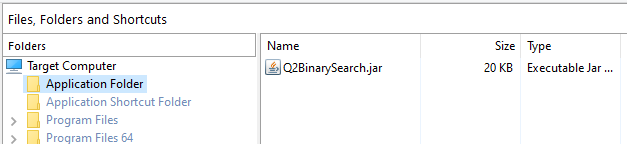 Files, Folders and Shortcuts
Folders
Name Size Type
Target Computer
Q2BinarySearch.jar 20 KB Executable Jar ...
Application Folder
Application Shortcut Folder
Program Files
Program Files 64